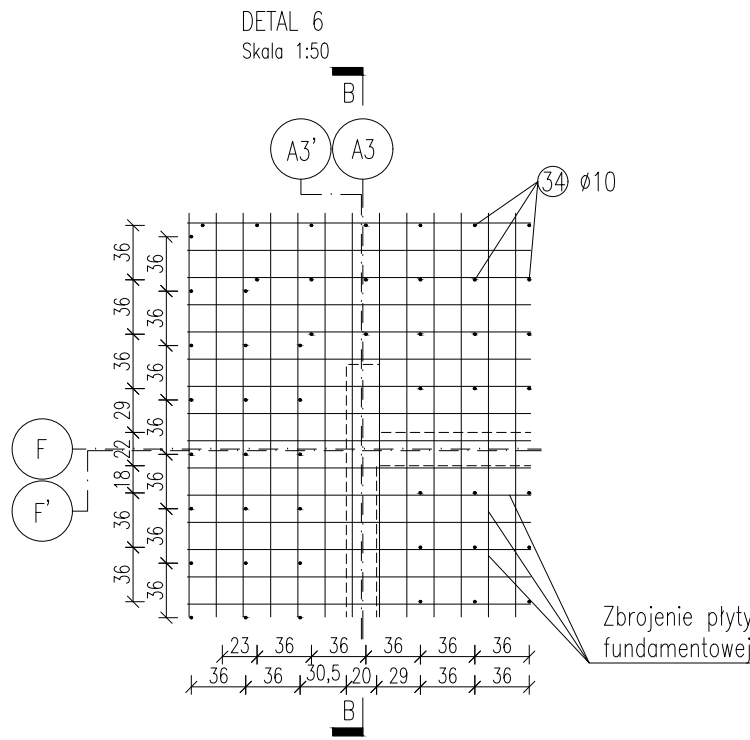 DETAL 6
Skala 1:50
B
A3' A3
34 ø10
36 36 36 29 22 18 36 36
36 36 36 36 36 36 36
F
F'
Zbrojenie płyty
fundamentowej
23 36 36 36 36 36
36 36 30,5 20 29 36 36
B